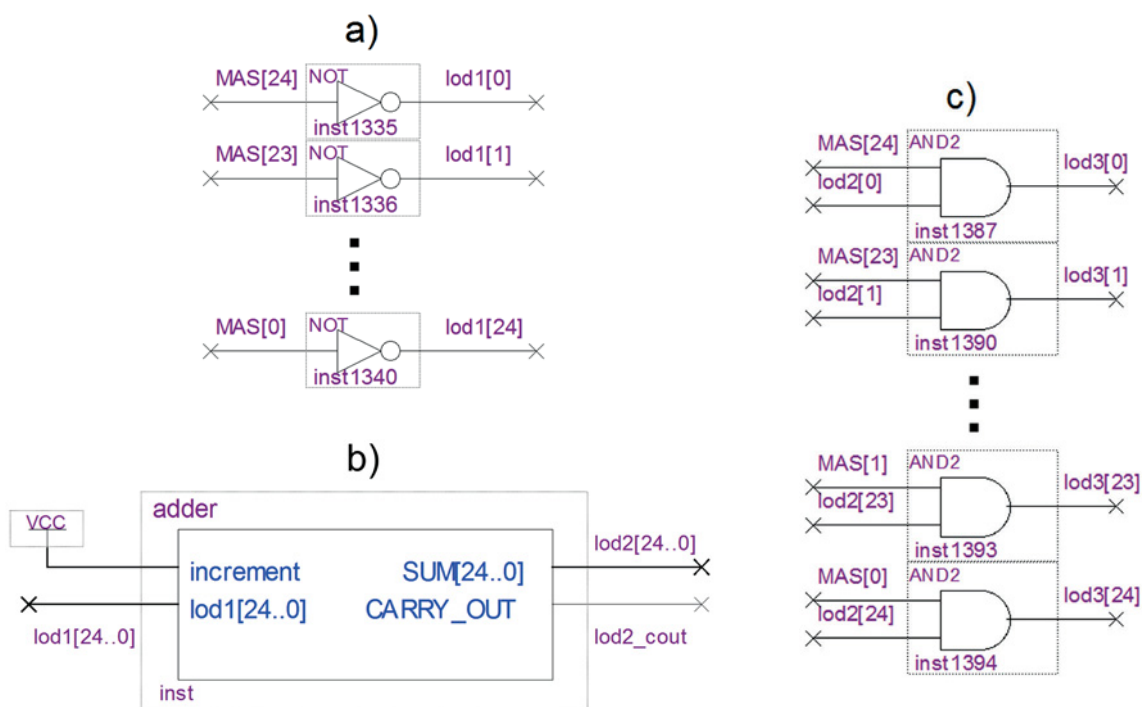 a)
MAS[24] NOT lod1[0]
inst1335
MAS[23] NOT lod1[1]
inst1336
MAS[0] NOT lod1[24]
inst1340
b)
VCC
adder
increment SUM[24..0] lod2[24..0]
lod1[24..0] CARRY_OUT
lod1[24..0] lod2_cout
inst
c)
MAS[24] AND2
lod2[0] lod3[0]
inst1387
MAS[23] AND2
lod2[1] lod3[1]
inst1390
MAS[1] AND2
lod2[23] lod3[23]
inst1393
MAS[0] AND2
lod2[24] lod3[24]
inst1394